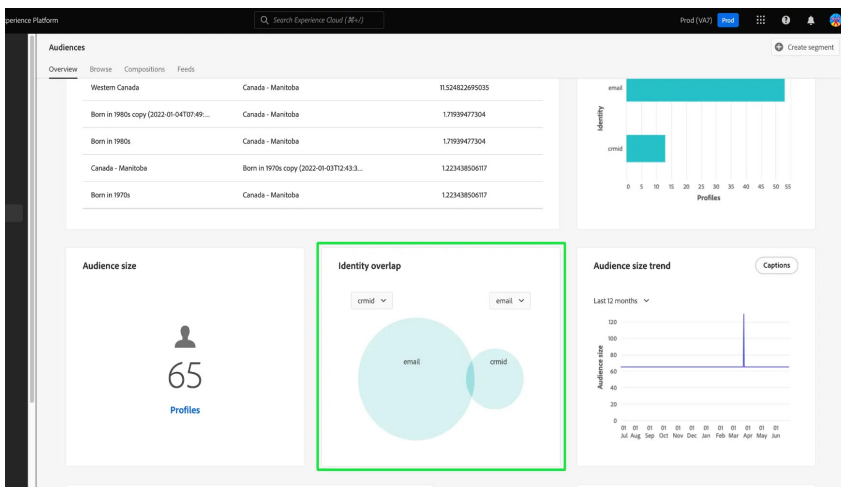 xperience Platform
Search Experience Cloud (⌘+/)
Prod (VA7) Prod
Audiences
Create segment
Overview Browse Compositions Feeds
Western Canada Canada - Manitoba 11.524822695035
Born in 1980s copy (2022-01-04T07:49:... Canada - Manitoba 1.71939477304
Born in 1980s Canada - Manitoba 1.71939477304
Canada - Manitoba Born in 1970s copy (2022-01-03T12:43:3... 1.223438506117
Born in 1970s Canada - Manitoba 1.223438506117
email
Identity
crmid
0 5 10 15 20 25 30 35 40 45 50 55
Profiles
Audience size
65
Profiles
Identity overlap
crmid email
email crmid
Audience size trend
Captions
Last 12 months
Audience size
120
100
80
60
40
20
0
01 01 01 01 01 01 01 01 01 01 01 01
Jul Aug Sep Oct Nov Dec Jan Feb Mar Apr May Jun